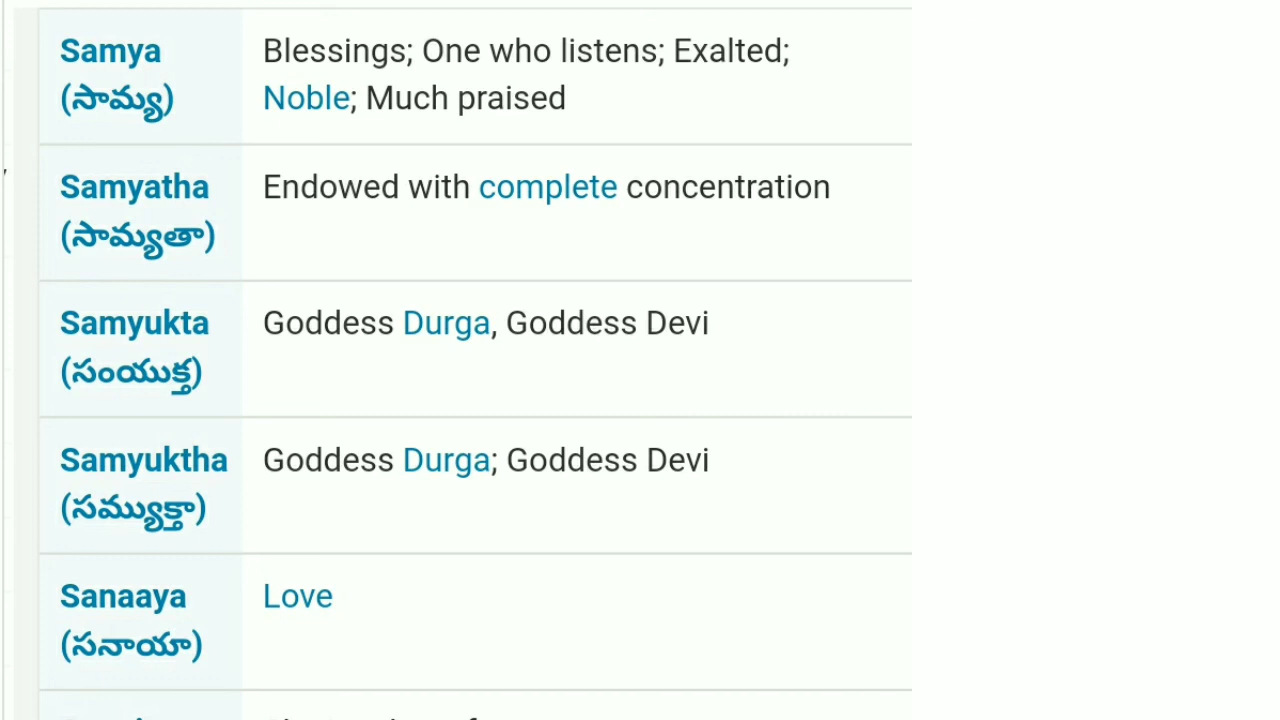 Samya
(సామ్య)
Blessings; One who listens; Exalted;
Noble; Much praised
Samyatha
(సామ్యతా)
Endowed with complete concentration
Samyukta
(సంయుక్త)
Goddess Durga, Goddess Devi
Samyuktha
(సమ్యుక్తా)
Goddess Durga; Goddess Devi
Sanaaya
(సనాయా)
Love